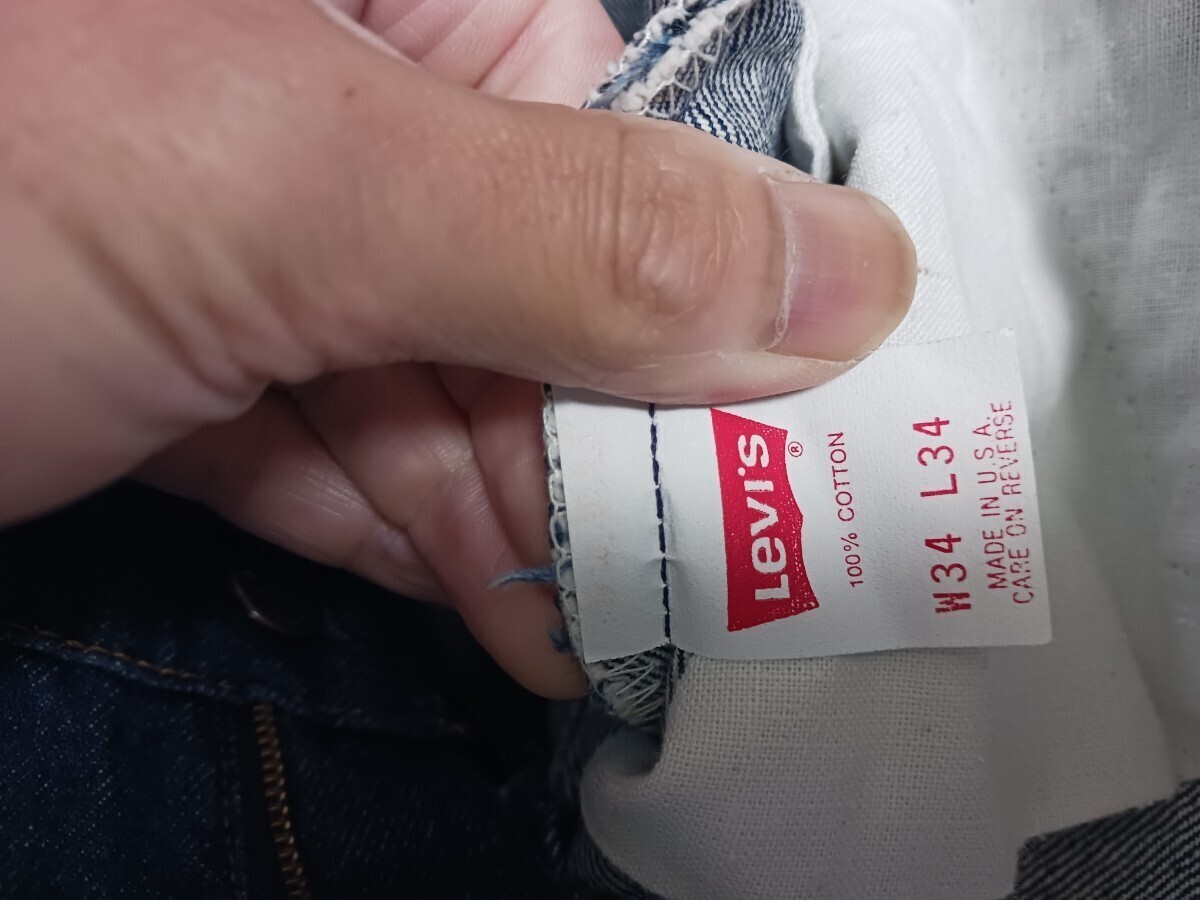 Levi's ®
100% COTTON
W34 L34
MADE IN U.S.A.
CARE ON REVERSE